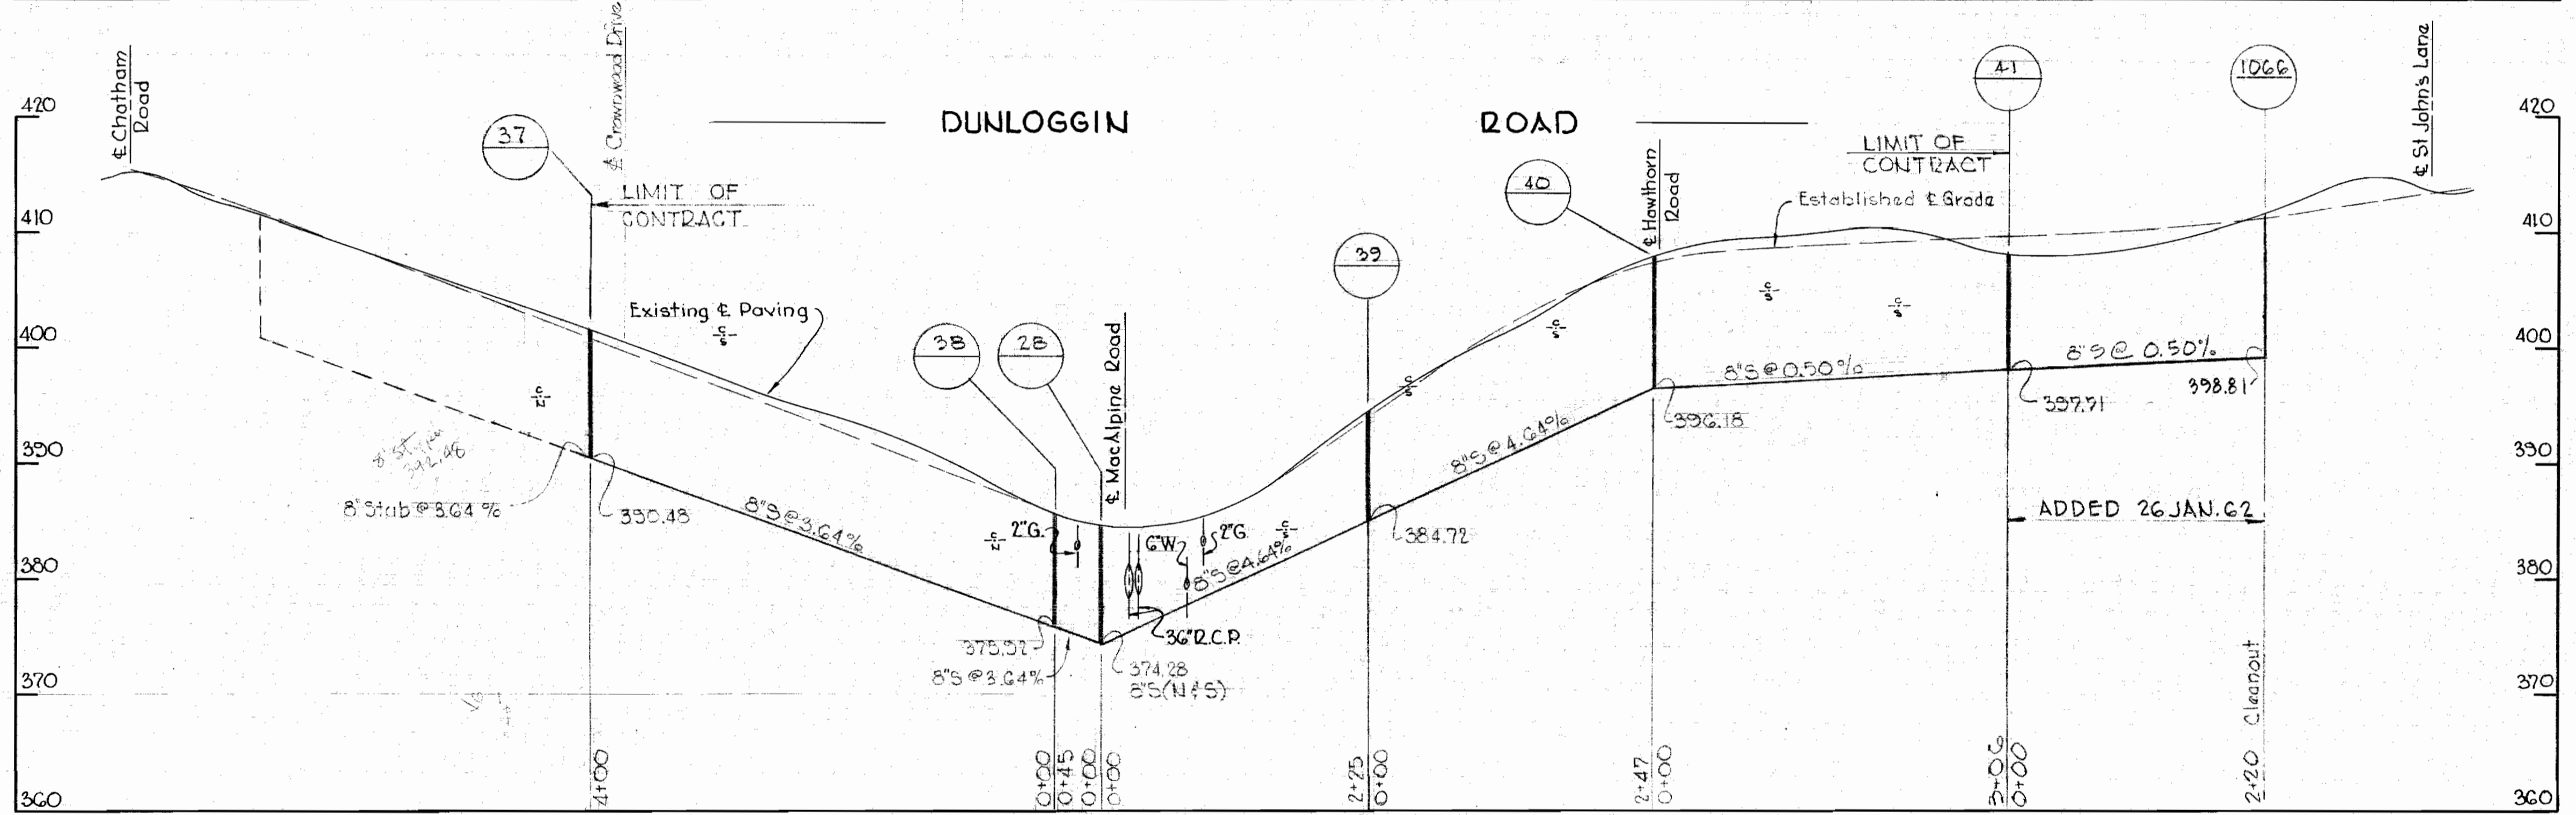 ℄ Chatham
Road
℄ Crownwood Drive
DUNLOGGIN
ROAD
℄ Hawthorn
Road
41
1066
℄ St John's Lane
420
420
37
LIMIT OF
CONTRACT
40
LIMIT OF
CONTRACT
Established ℄ Grade
410
410
39
Existing ℄ Paving
C/S
C/S
C/S
C/S
C/S
38
28
℄ MacAlpine Road
400
400
C/N
8"S@0.50%
8"S@ 0.50%
398.81
397.71
396.18
8"S@4.64%
8" St
392.48
390
390
8" Stub @ 3.64%
390.48
8"S@3.64%
C/N
2"G.
6"W.
2"G.
C/S
8"S@4.64%
384.72
ADDED 26 JAN. 62
380
380
36"R.C.P.
375.92
8"S@3.64%
374.28
8"S(N&S)
370
370
Cleanout
4+00
0+00
0+45
0+00
0+00
2+25
0+00
2+47
0+00
3+06
0+00
2+20
360
360